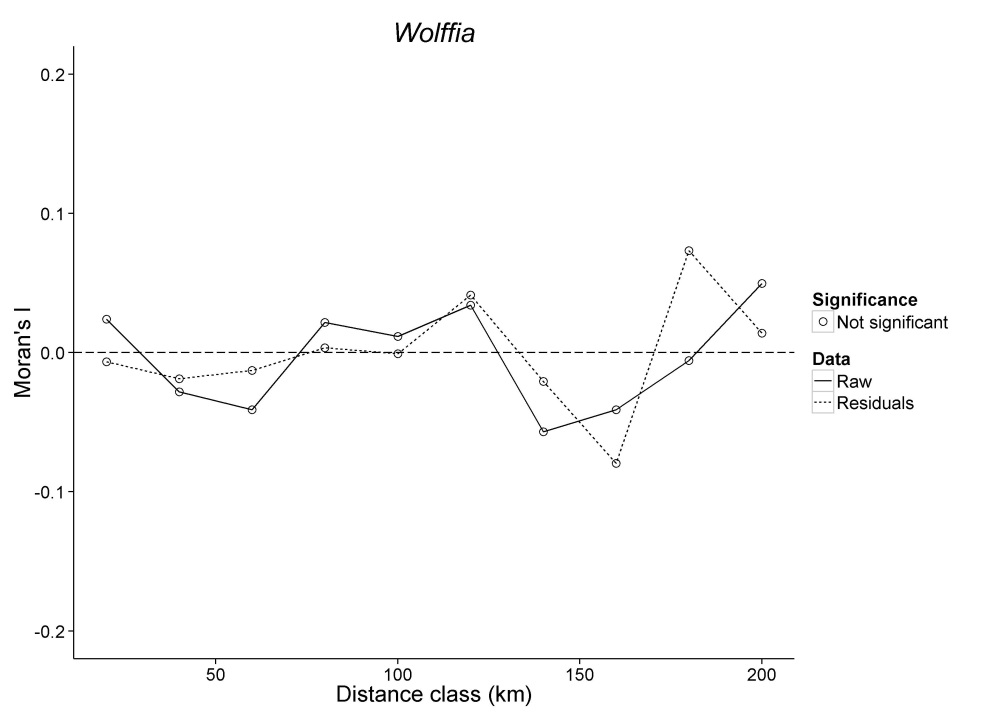 Wolffia
0.2
0.1
0.0
-0.1
-0.2
Moran's I
50
100
150
200
Distance class (km)
Significance
Not significant
Data
Raw
Residuals